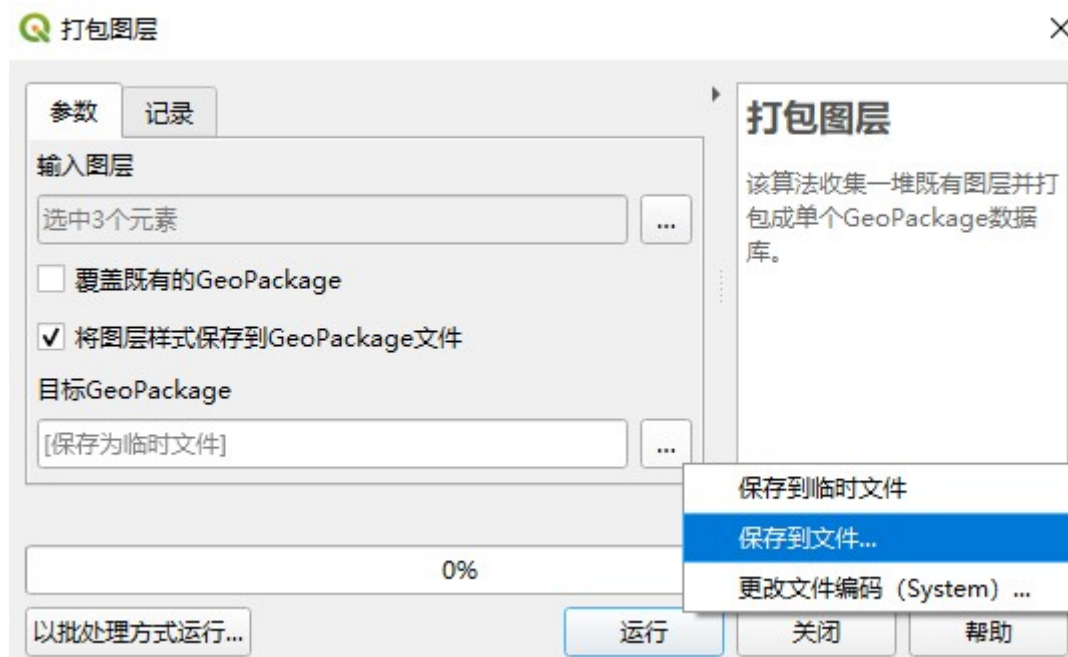 打包图层
参数
记录
输入图层
选中3个元素
...
覆盖既有的GeoPackage
将图层样式保存到GeoPackage文件
目标GeoPackage
[保存为临时文件]
...
打包图层
该算法收集一堆既有图层并打
包成单个GeoPackage数据
库。
保存到临时文件
保存到文件...
更改文件编码（System）...
0%
以批处理方式运行...
运行
关闭
帮助